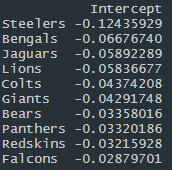 Intercept
Steelers -0.12435929
Bengals -0.06676740
Jaguars -0.05892289
Lions -0.05836677
Colts -0.04374208
Giants -0.04291748
Bears -0.03358016
Panthers -0.03320186
Redskins -0.03215928
Falcons -0.02879701